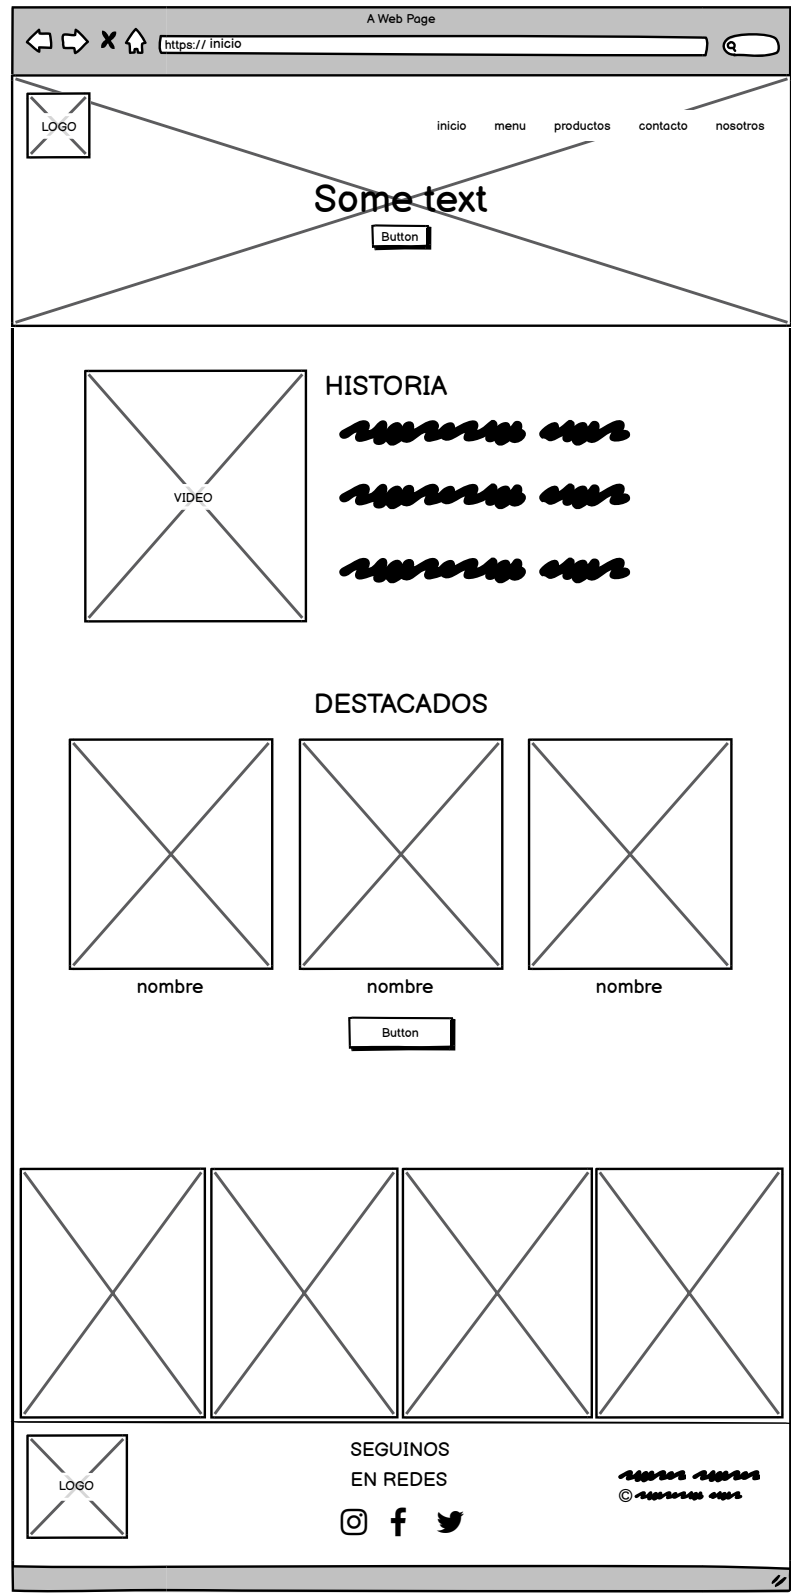 A Web Page
https:// inicio
LOGO
inicio menu productos contacto nosotros
Some text
Button
HISTORIA
VIDEO
DESTACADOS
nombre nombre nombre
Button
SEGUINOS
EN REDES
LOGO
©